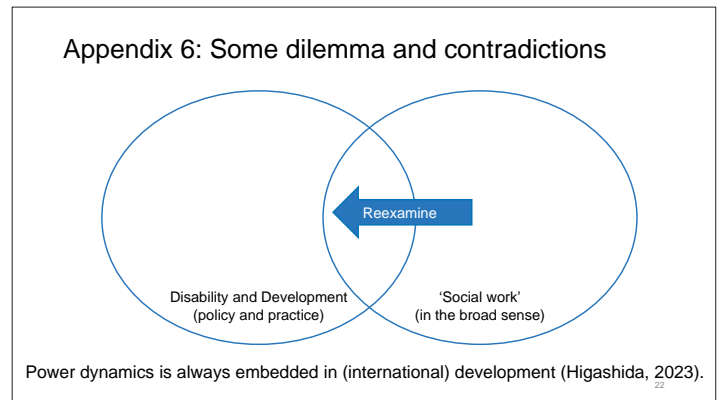 Appendix 6: Some dilemma and contradictions
Reexamine
Disability and Development
(policy and practice)
‘Social work’
(in the broad sense)
Power dynamics is always embedded in (international) development (Higashida, 2023).
22